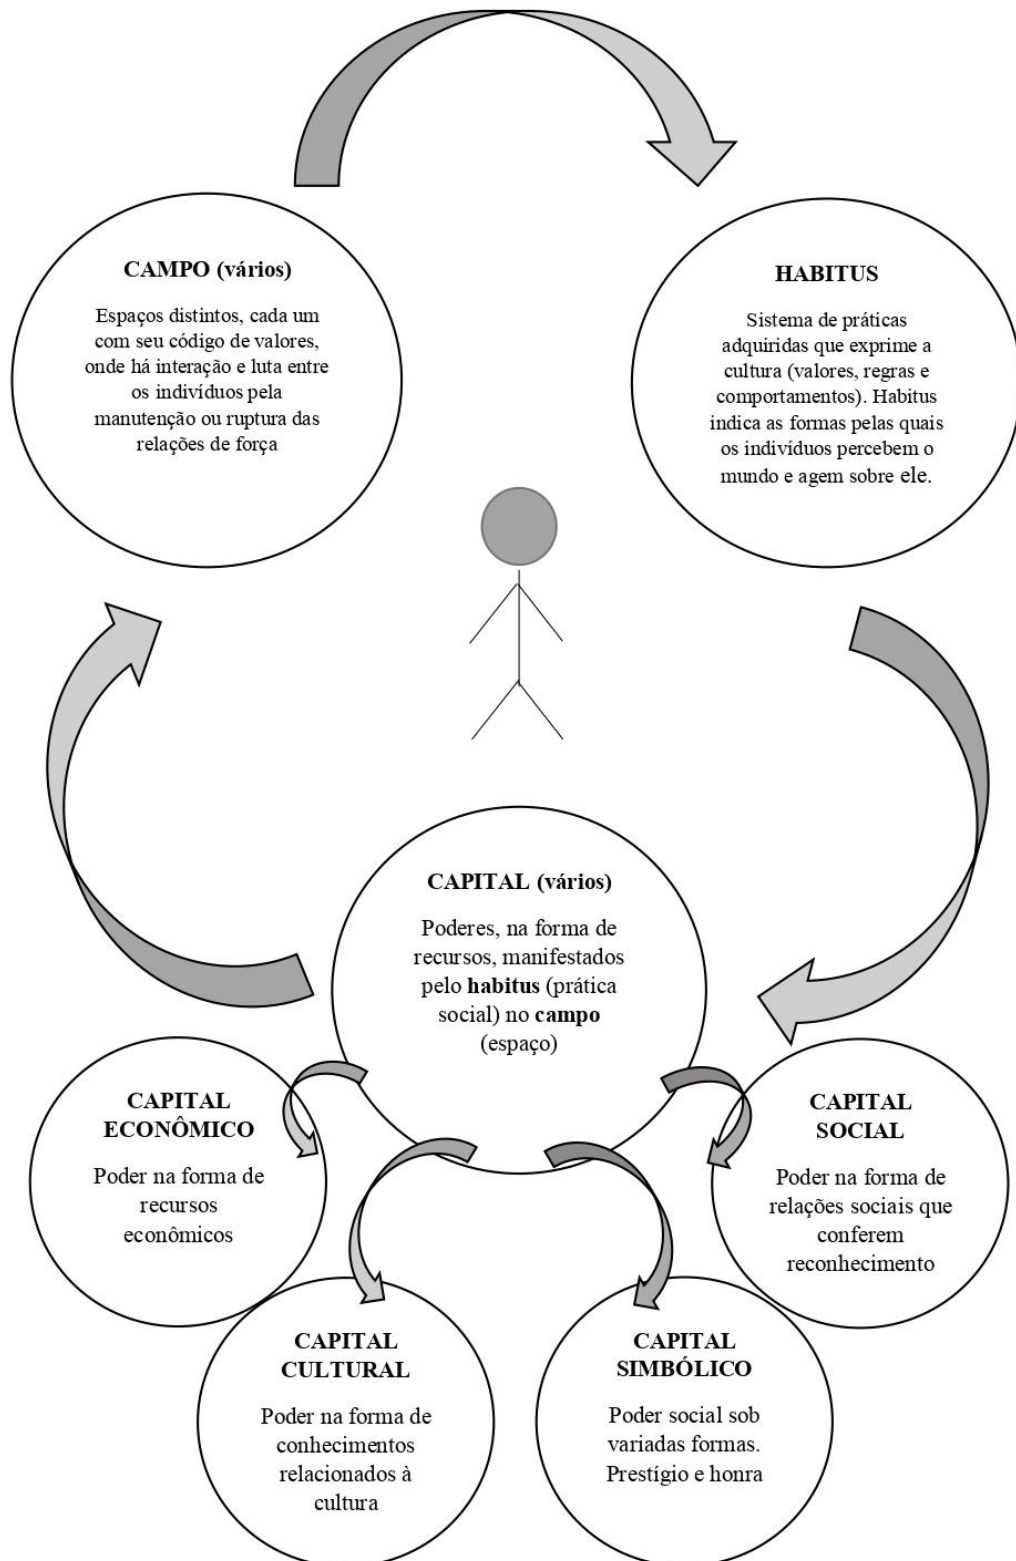 CAMPO (vários)
Espaços distintos, cada um
com seu código de valores,
onde há interação e luta entre
os indivíduos pela
manutenção ou ruptura das
relações de força
HABITUS
Sistema de práticas
adquiridas que exprime a
cultura (valores, regras e
comportamentos). Habitus
indica as formas pelas quais
os indivíduos percebem o
mundo e agem sobre ele.
CAPITAL (vários)
Poderes, na forma de
recursos, manifestados
pelo habitus (prática
social) no campo
(espaço)
CAPITAL
ECONÔMICO
Poder na forma de
recursos
econômicos
CAPITAL
CULTURAL
Poder na forma de
conhecimentos
relacionados à
cultura
CAPITAL
SIMBÓLICO
Poder social sob
variadas formas.
Prestígio e honra
CAPITAL
SOCIAL
Poder na forma de
relações sociais que
conferem
reconhecimento